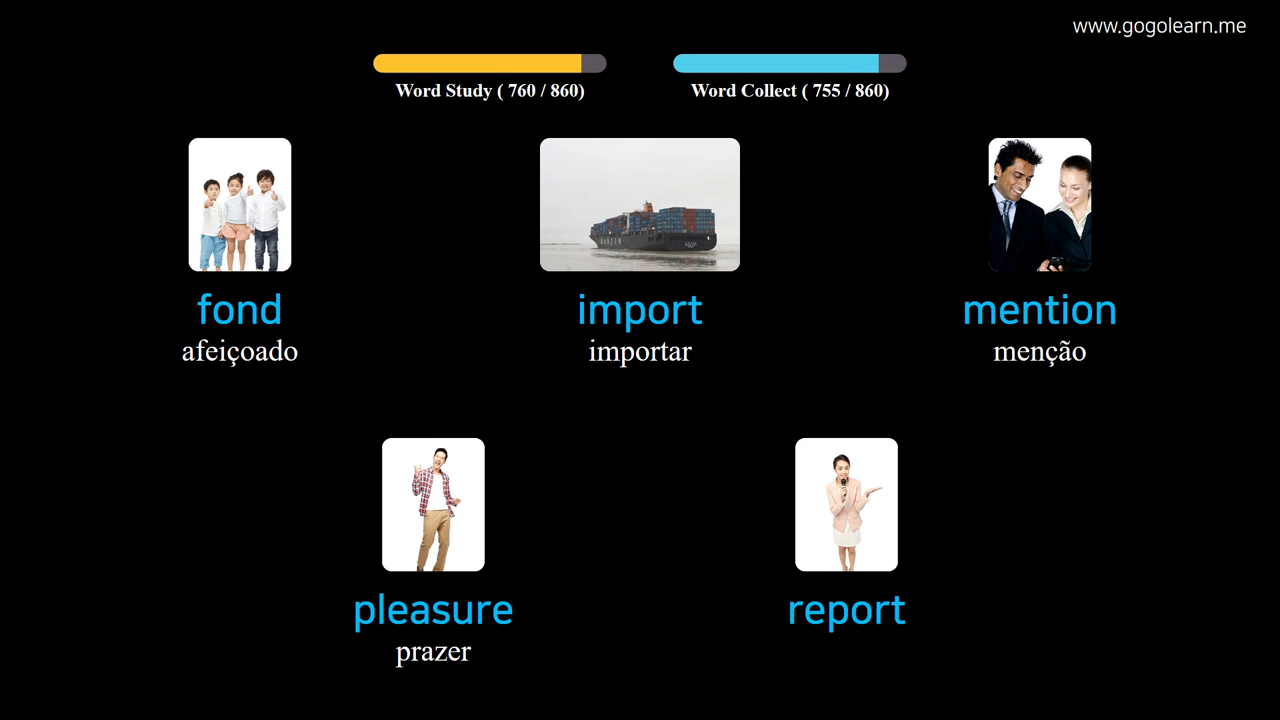 www.gogolearn.me
Word Study ( 760 / 860)
Word Collect ( 755 / 860)
HANJIN
fond
import
mention
afeiçoado
importar
menção
pleasure
report
prazer